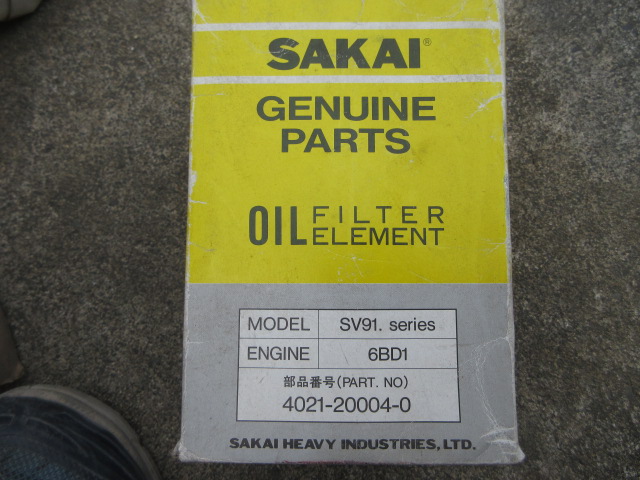 SAKAI®
GENUINE
PARTS
OIL FILTER
ELEMENT
MODEL SV91. series
ENGINE 6BD1
部品番号(PART. NO)
4021-20004-0
SAKAI HEAVY INDUSTRIES, LTD.